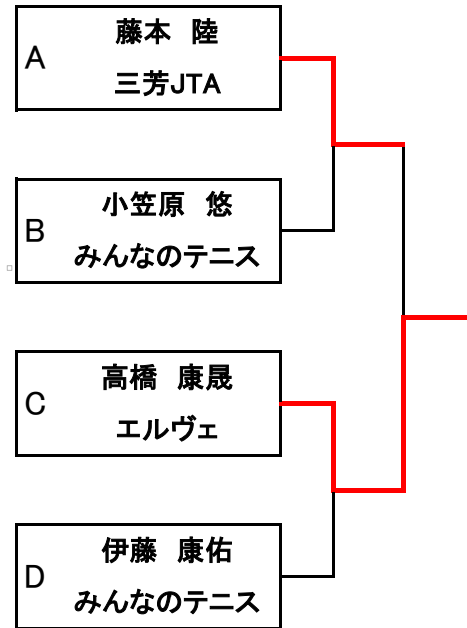 A
藤本　陸
三芳JTA
B
小笠原　悠
みんなのテニス
C
高橋　康晟
エルヴェ
D
伊藤　康佑
みんなのテニス